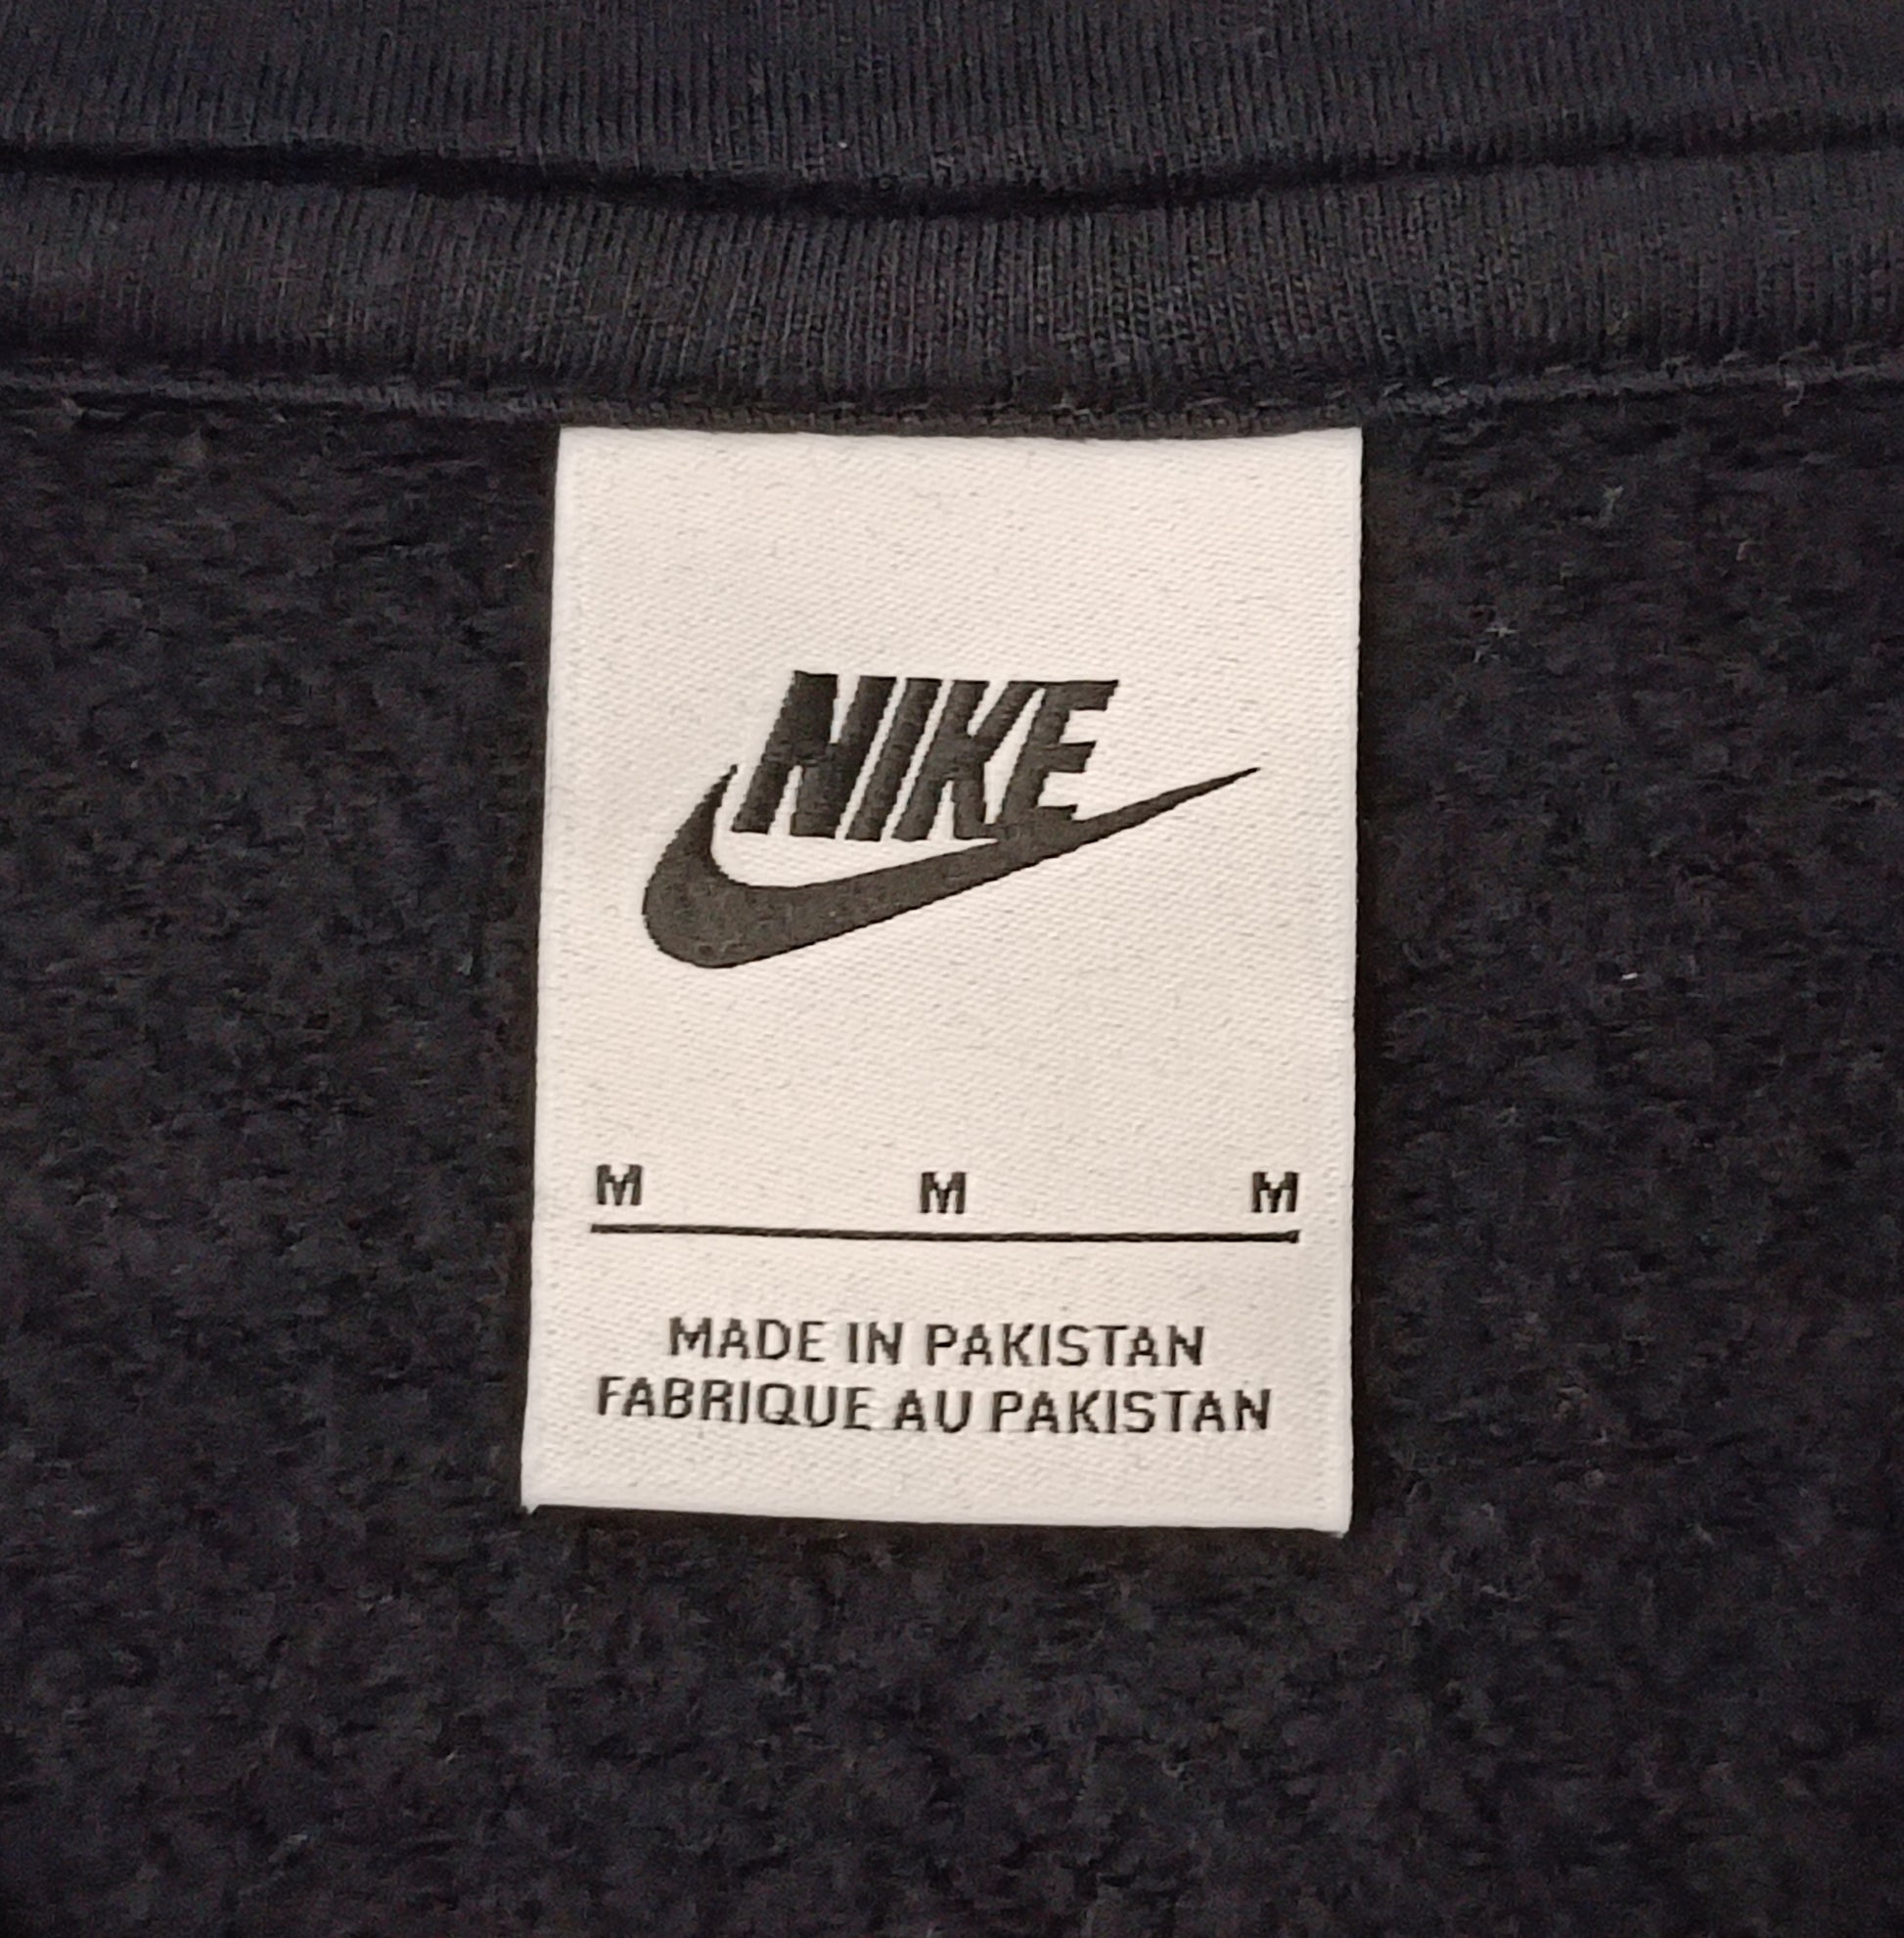 NIKE
M M M
MADE IN PAKISTAN
FABRIQUE AU PAKISTAN